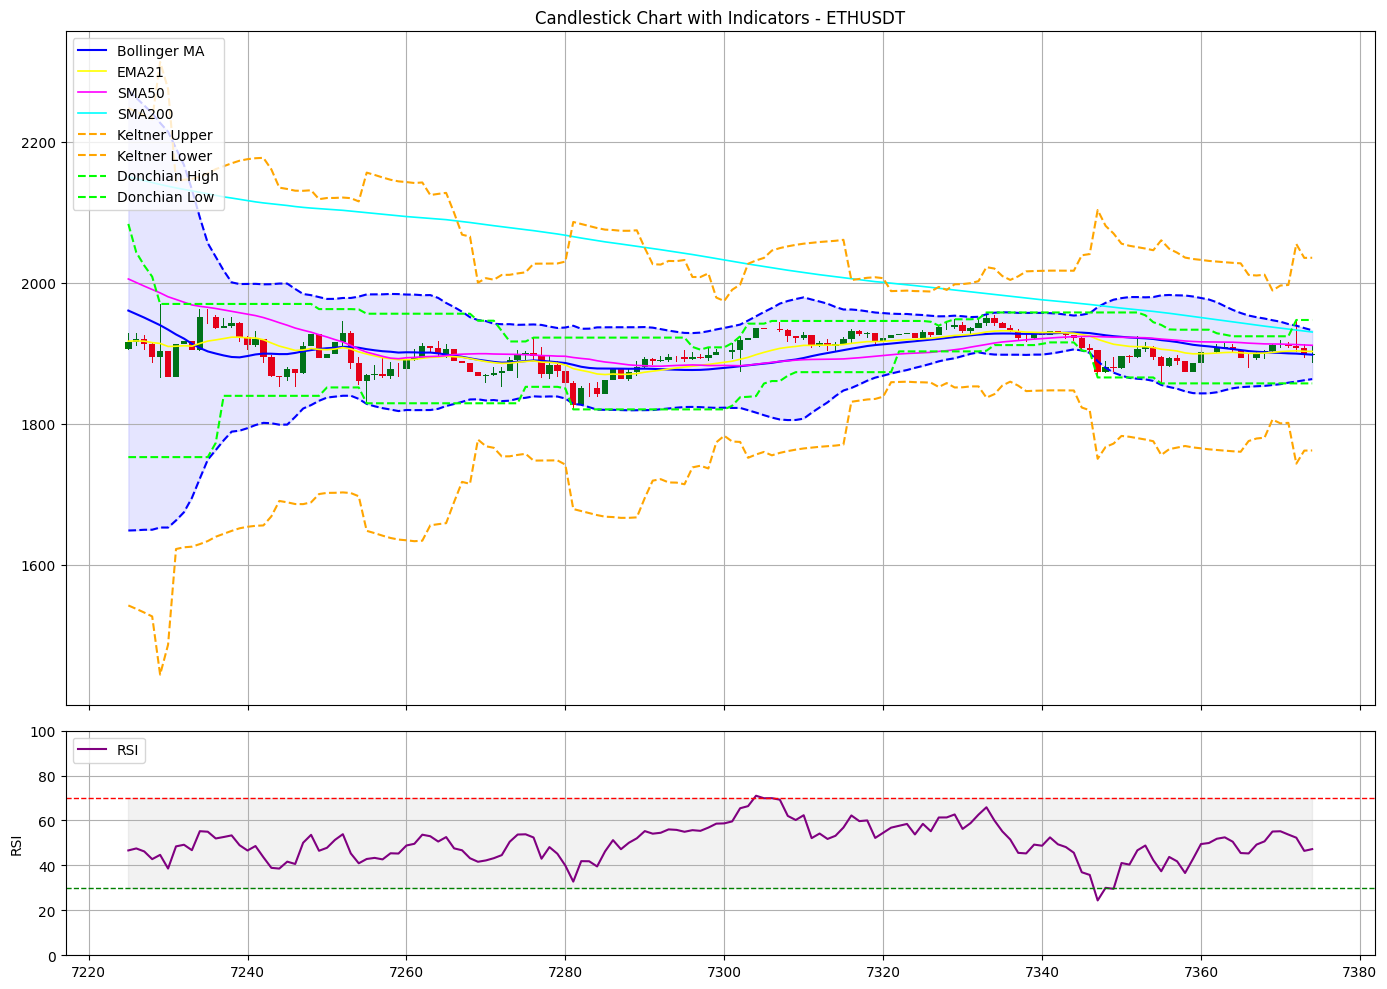 Candlestick Chart with Indicators - ETHUSDT
Bollinger MA
EMA21
SMA50
SMA200
Keltner Upper
Keltner Lower
Donchian High
Donchian Low
2200
2000
1800
1600
RSI
100
80
60
40
20
0
RSI
7220 7240 7260 7280 7300 7320 7340 7360 7380